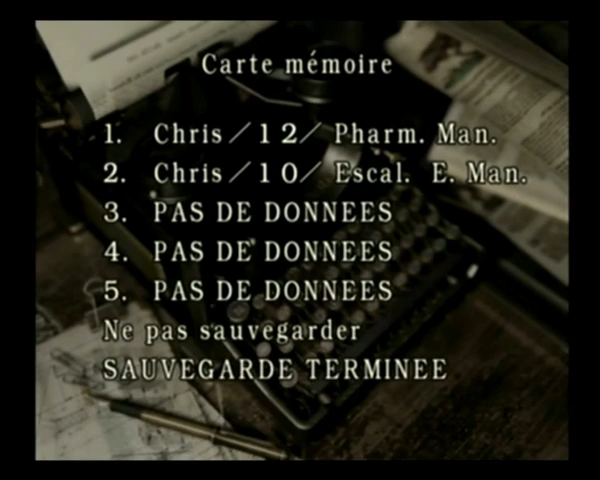 Carte mémoire
1. Chris/12/Pharm. Man.
2. Chris/10/Escal. E. Man.
3. PAS DE DONNEES
4. PAS DE DONNEES
5. PAS DE DONNEES
Ne pas sauvegarder
SAUVEGARDE TERMINEE